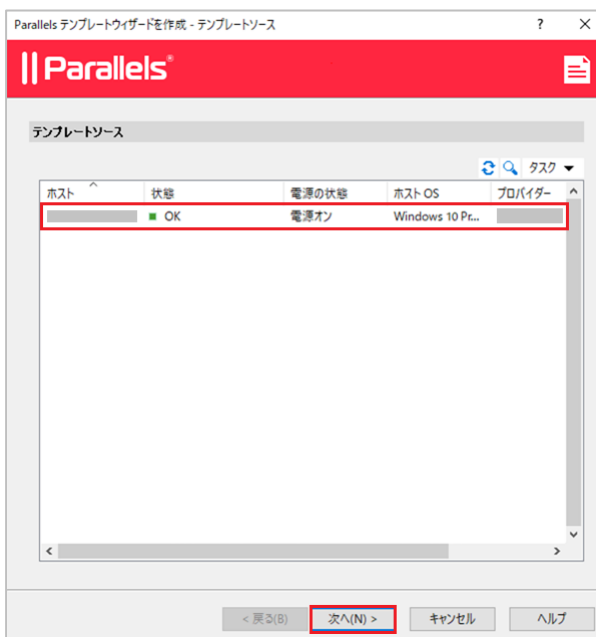 Parallels テンプレートウィザードを作成 - テンプレートソース ? ×
Parallels®
テンプレートソース
タスク
ホスト 状態 電源の状態 ホスト OS プロバイダー
OK 電源オン Windows 10 Pr...
< 戻る(B) 次へ(N) > キャンセル ヘルプ